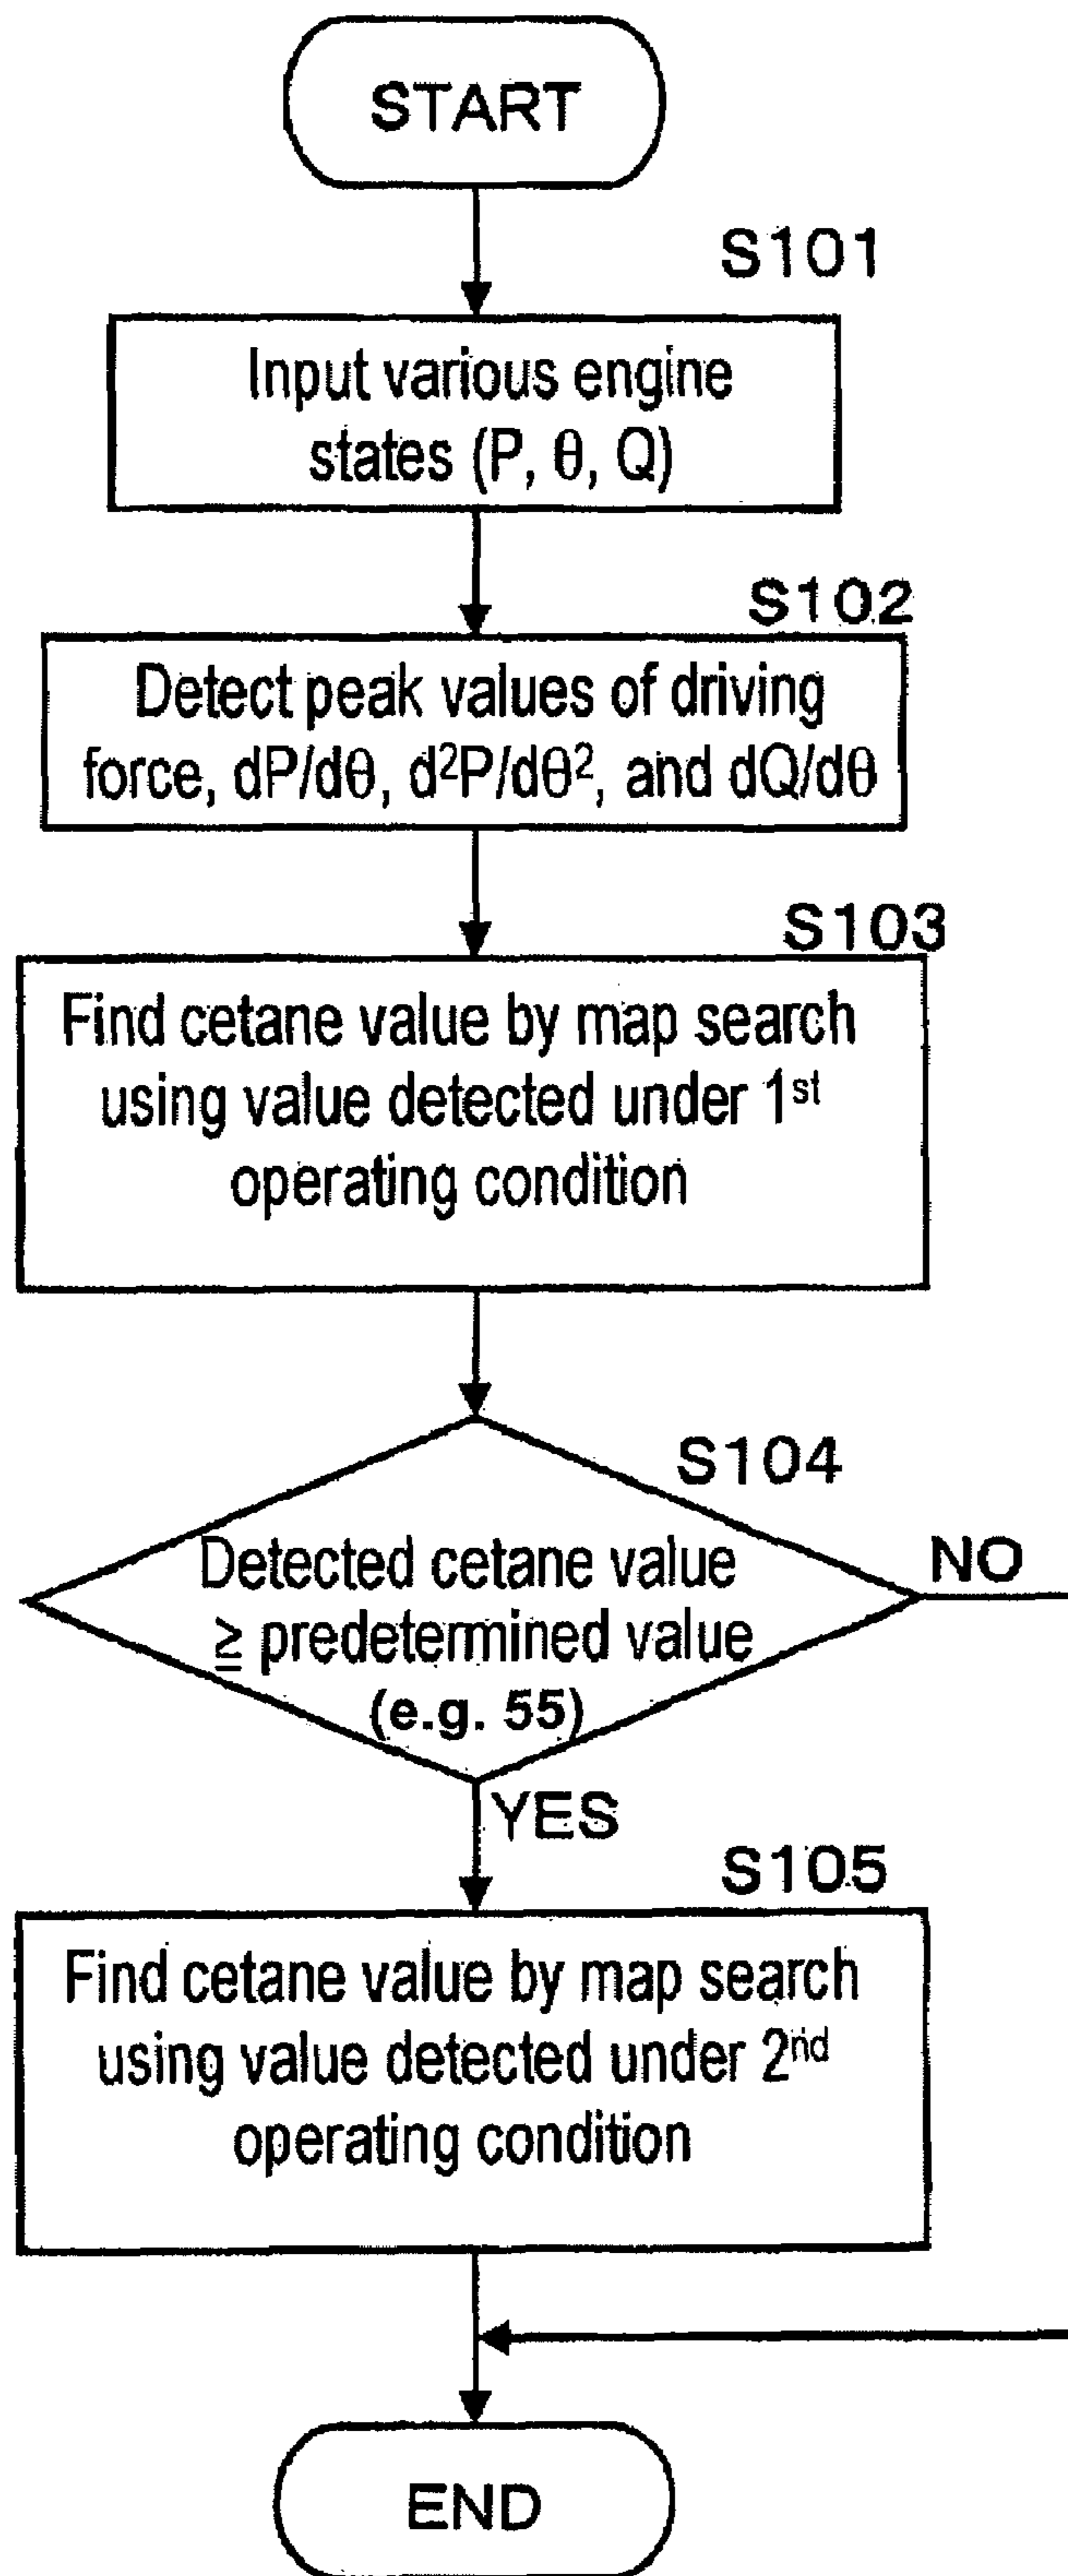 START
S101
Input various engine
states (P, θ, Q)
S102
Detect peak values of driving
force, dP/dθ, d²P/dθ², and dQ/dθ
S103
Find cetane value by map search
using value detected under 1st
operating condition
S104
Detected cetane value
≧ predetermined value
(e.g. 55)
NO
YES
S105
Find cetane value by map search
using value detected under 2nd
operating condition
END